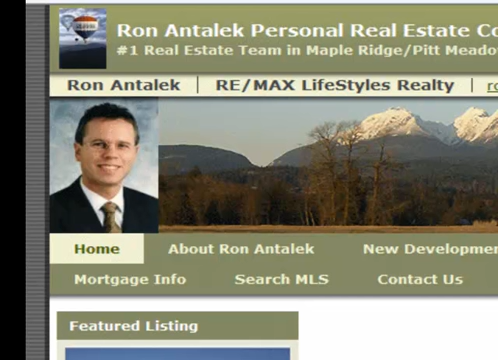 Ron Antalek Personal Real Estate Co
#1 Real Estate Team in Maple Ridge/Pitt Meado
Ron Antalek | RE/MAX LifeStyles Realty | ro
Home About Ron Antalek New Developmen
Mortgage Info Search MLS Contact Us
Featured Listing